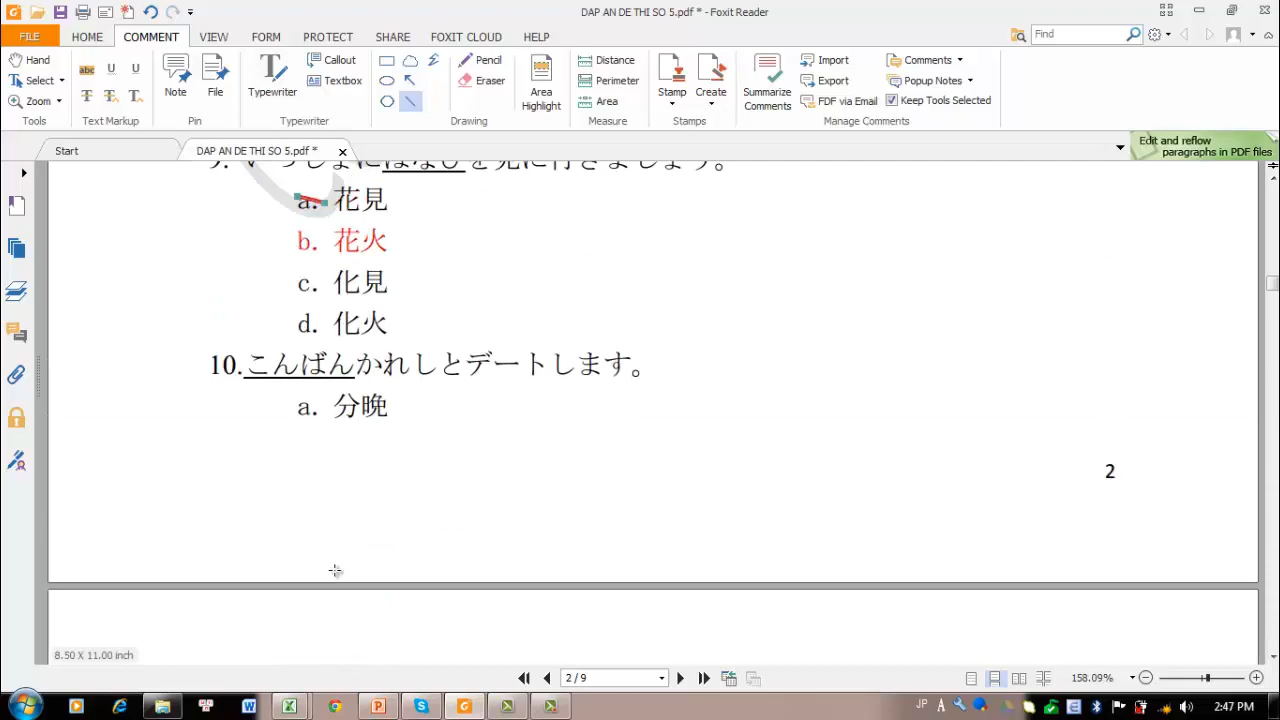 DAP AN DE THI SO 5.pdf * - Foxit Reader
FILE HOME COMMENT VIEW FORM PROTECT SHARE FOXIT CLOUD HELP Find
Hand
Select
Zoom
Tools
Text Markup
Note
File
Pin
Typewriter
Callout
Textbox
Typewriter
Pencil
Eraser
Area Highlight
Drawing
Distance
Perimeter
Area
Measure
Stamp
Create
Stamps
Summarize Comments
Import
Export
FDF via Email
Comments
Popup Notes
Keep Tools Selected
Manage Comments
Start
DAP AN DE THI SO 5.pdf *
Edit and reflow
paragraphs in PDF files
a. 花見
b. 花火
c. 化見
d. 化火
10.こんばんかれしとデートします。
a. 分晩
2
8.50 X 11.00 inch
2 / 9
158.09%
JP
2:47 PM